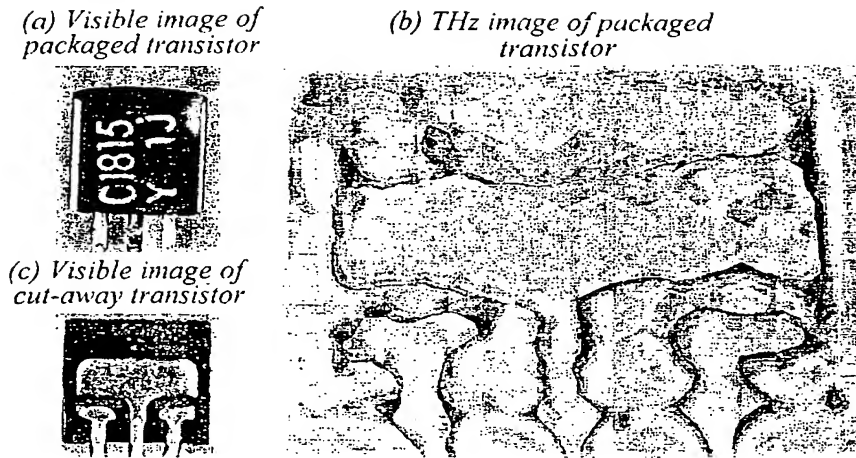 (a) Visible image of
packaged transistor
(b) THz image of packaged
transistor
C1815
Y 1J
(c) Visible image of
cut-away transistor